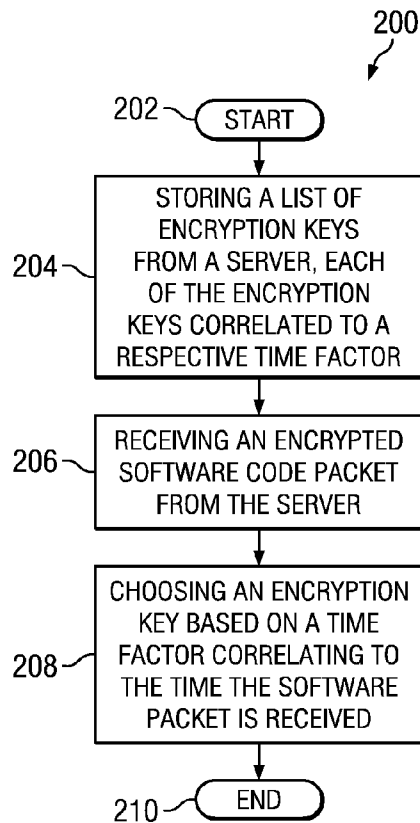 200
202
START
204
STORING A LIST OF
ENCRYPTION KEYS
FROM A SERVER, EACH
OF THE ENCRYPTION
KEYS CORRELATED TO A
RESPECTIVE TIME FACTOR
206
RECEIVING AN ENCRYPTED
SOFTWARE CODE PACKET
FROM THE SERVER
208
CHOOSING AN ENCRYPTION
KEY BASED ON A TIME
FACTOR CORRELATING TO
THE TIME THE SOFTWARE
PACKET IS RECEIVED
210
END